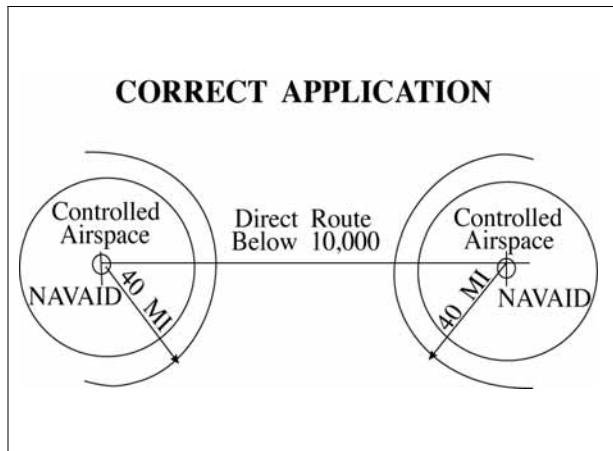 CORRECT APPLICATION
Controlled
Airspace
NAVAID
40 MI
Direct Route
Below 10,000
Controlled
Airspace
NAVAID
40 MI